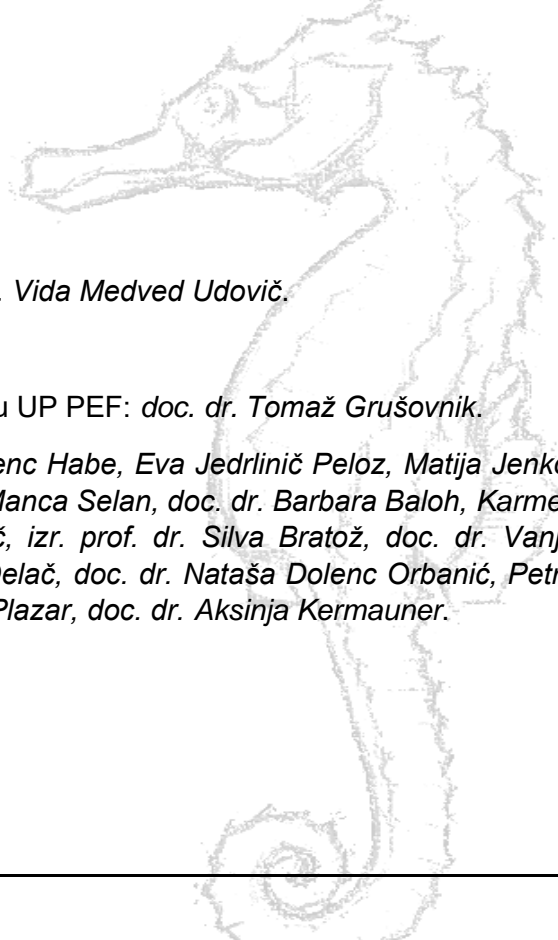 . Vida Medved Udovič.
u UP PEF: doc. dr. Tomaž Grušovnik.
enc Habe, Eva Jedrlinič Peloz, Matija Jenko
Manca Selan, doc. dr. Barbara Baloh, Karme
č, izr. prof. dr. Silva Bratož, doc. dr. Vanj
Delač, doc. dr. Nataša Dolenc Orbanić, Petr
Plazar, doc. dr. Aksinja Kermauner.